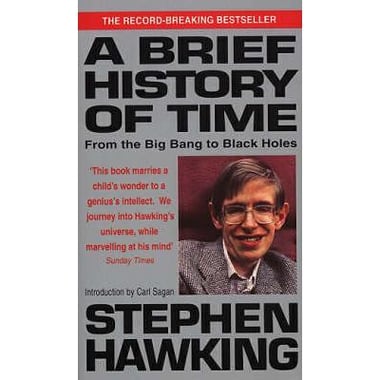 THE RECORD-BREAKING BESTSELLER
A BRIEF
HISTORY
OF TIME
From the Big Bang to Black Holes
'This book marries a
child's wonder to a
genius's intellect. We
journey into Hawking's
universe, while
marvelling at his mind'
Sunday Times
Introduction by Carl Sagan
STEPHEN
HAWKING